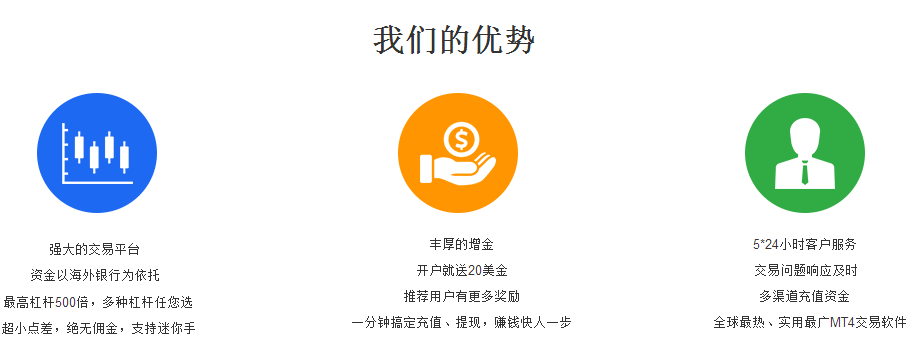 我们的优势
强大的交易平台
资金以海外银行为依托
最高杠杆500倍，多种杠杆任您选
超小点差，绝无佣金，支持迷你手
丰厚的增金
开户就送20美金
推荐用户有更多奖励
一分钟搞定充值、提现，赚钱快人一步
5*24小时客户服务
交易问题响应及时
多渠道充值资金
全球最热、实用最广MT4交易软件